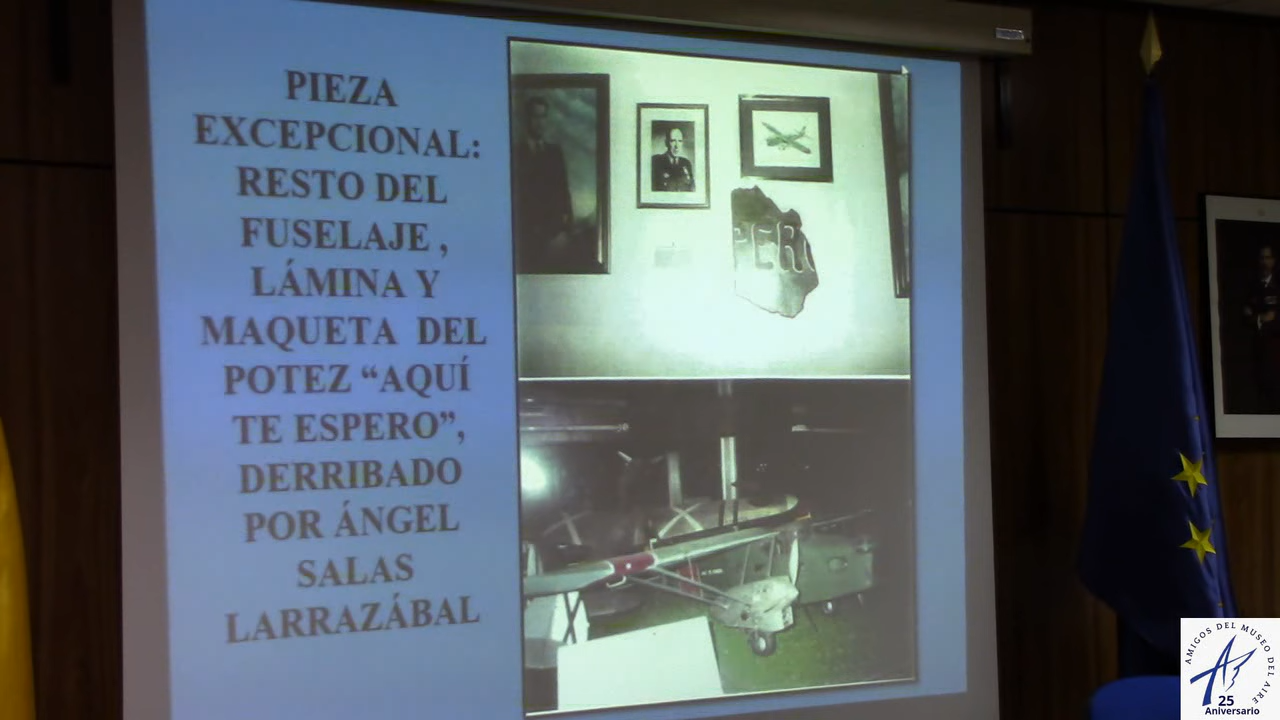 PIEZA
EXCEPCIONAL:
RESTO DEL
FUSELAJE ,
LÁMINA Y
MAQUETA DEL
POTEZ “AQUÍ
TE ESPERO”,
DERRIBADO
POR ÁNGEL
SALAS
LARRAZÁBAL
PERO
AMIGOS DEL MUSEO DEL AIRE
25
Aniversario